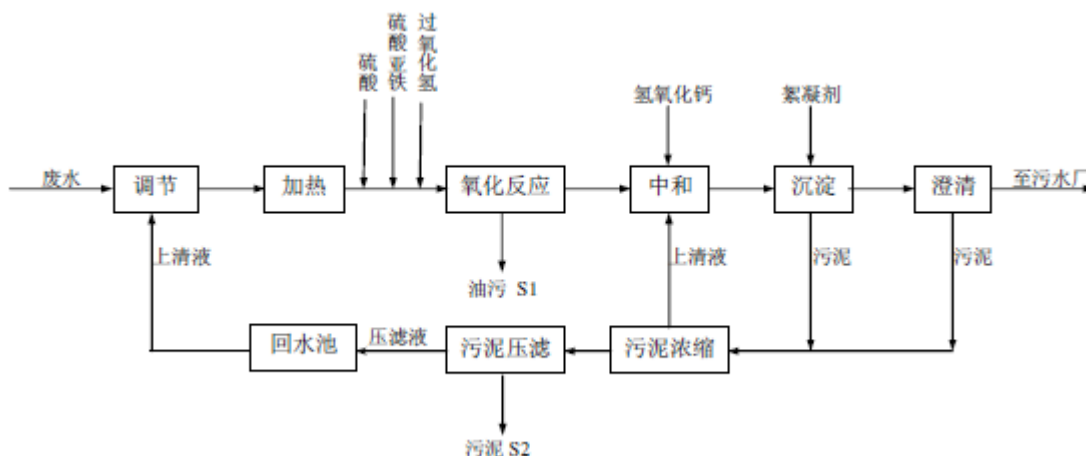 硫酸
硫酸亚铁
过氧化氢
氢氧化钙
絮凝剂
废水
调节
加热
氧化反应
中和
沉淀
澄清
至污水厂
上清液
油污 S1
上清液
污泥
污泥
回水池
压滤液
污泥压滤
污泥浓缩
污泥 S2